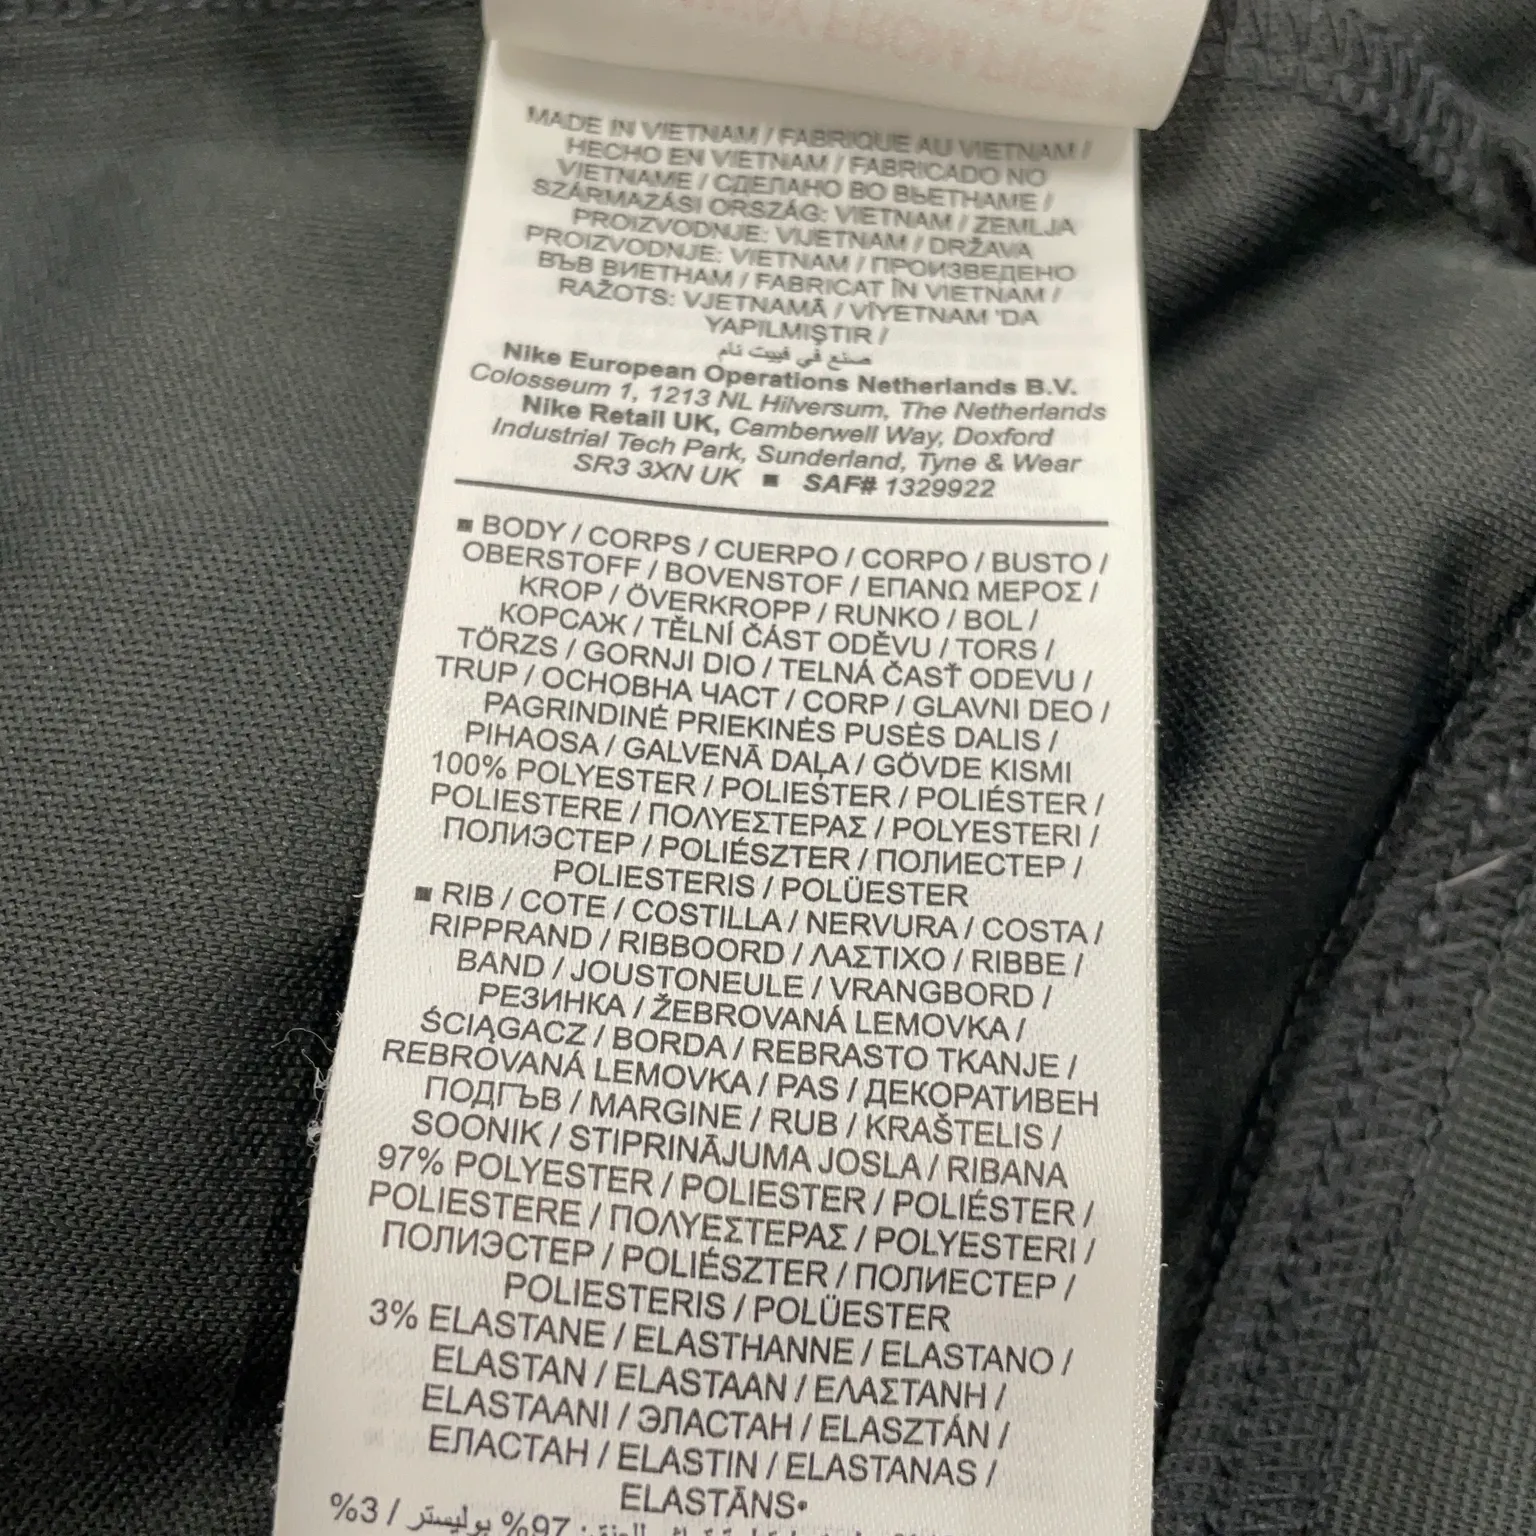 MADE IN VIETNAM / FABRIQUE AU VIETNAM /
HECHO EN VIETNAM / FABRICADO NO
VIETNAME / СДЕЛАНО ВО ВЬЕТНАМЕ /
SZÁRMAZÁSI ORSZÁG: VIETNAM / ZEMLJA
PROIZVODNJE: VIJETNAM / DRŽAVA
PROIZVODNJE: VIETNAM / ПРОИЗВЕДЕНО
ВЪВ ВИЕТНАМ / FABRICAT ÎN VIETNAM /
RAŽOTS: VJETNAMĀ / VİYETNAM 'DA
YAPILMIŞTIR /
صنع في فييت نام
Nike European Operations Netherlands B.V.
Colosseum 1, 1213 NL Hilversum, The Netherlands
Nike Retail UK, Camberwell Way, Doxford
Industrial Tech Park, Sunderland, Tyne & Wear
SR3 3XN UK ■ SAF# 1329922
■ BODY / CORPS / CUERPO / CORPO / BUSTO /
OBERSTOFF / BOVENSTOF / ΕΠΑΝΩ ΜΕΡΟΣ /
KROP / ÖVERKROPP / RUNKO / BOL /
КОРСАЖ / TĚLNÍ ČÁST ODĚVU / TORS /
TÖRZS / GORNJI DIO / TELNÁ ČASŤ ODEVU /
TRUP / ОСНОВНА ЧАСТ / CORP / GLAVNI DEO /
PAGRINDINĖ PRIEKINĖS PUSĖS DALIS /
PIHAOSA / GALVENĀ DAĻA / GÖVDE KISMI
100% POLYESTER / POLIESTER / POLIÉSTER /
POLIESTERE / ΠΟΛΥΕΣΤΕΡΑΣ / POLYESTERI /
ПОЛИЭСТЕР / POLIÉSZTER / ПОЛИЕСТЕР /
POLIESTERIS / POLÜESTER
■ RIB / COTE / COSTILLA / NERVURA / COSTA /
RIPPRAND / RIBBOORD / ΛΑΣΤΙΧΟ / RIBBE /
BAND / JOUSTONEULE / VRANGBORD /
РЕЗИНКА / ŽEBROVANÁ LEMOVKA /
ŚCIĄGACZ / BORDA / REBRASTO TKANJE /
REBROVANÁ LEMOVKA / PAS / ДЕКОРАТИВЕН
ПОДГЪВ / MARGINE / RUB / KRAŠTELIS /
SOONIK / STIPRINĀJUMA JOSLA / RIBANA
97% POLYESTER / POLIESTER / POLIÉSTER /
POLIESTERE / ΠΟΛΥΕΣΤΕΡΑΣ / POLYESTERI /
ПОЛИЭСТЕР / POLIÉSZTER / ПОЛИЕСТЕР /
POLIESTERIS / POLÜESTER
3% ELASTANE / ELASTHANNE / ELASTANO /
ELASTAN / ELASTAAN / ΕΛΑΣΤΑΝΗ /
ELASTAANI / ЭЛАСТАН / ELASZTÁN /
ЕЛАСТАН / ELASTIN / ELASTANAS /
ELASTĀNS•
97% بوليستر / 3%